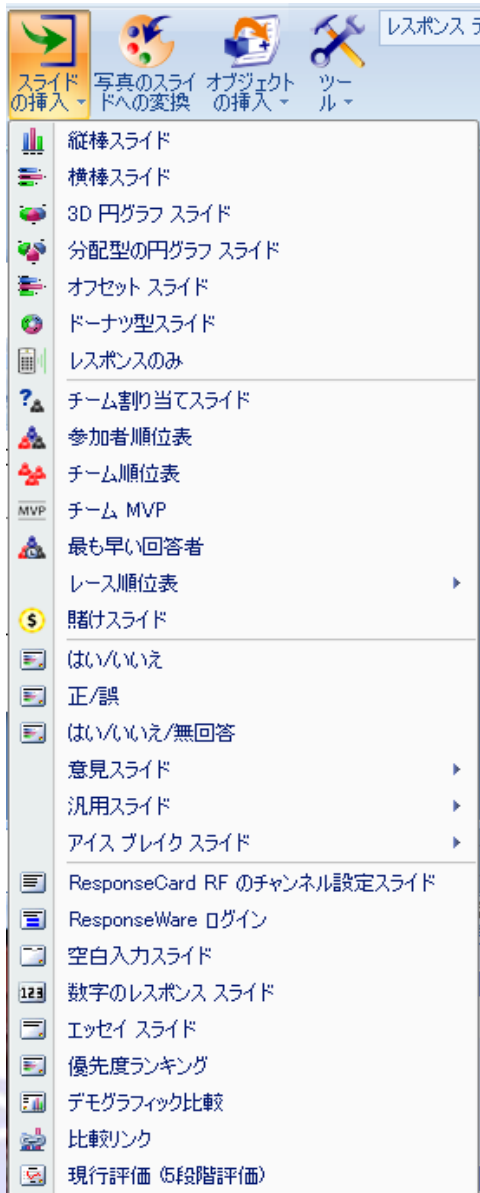 レスポンス デ
スライド
の挿入
写真のスライ
ドへの変換
オブジェクト
の挿入
ツー
ル
縦棒スライド
横棒スライド
3D 円グラフ スライド
分配型の円グラフ スライド
オフセット スライド
ドーナツ型スライド
レスポンスのみ
チーム割り当てスライド
参加者順位表
チーム順位表
MVP チーム MVP
最も早い回答者
レース順位表
$ 賭けスライド
はい/いいえ
正/誤
はい/いいえ/無回答
意見スライド
汎用スライド
アイス ブレイク スライド
ResponseCard RF のチャンネル設定スライド
ResponseWare ログイン
空白入力スライド
123 数字のレスポンス スライド
エッセイ スライド
優先度ランキング
デモグラフィック比較
比較リンク
現行評価 (5段階評価)